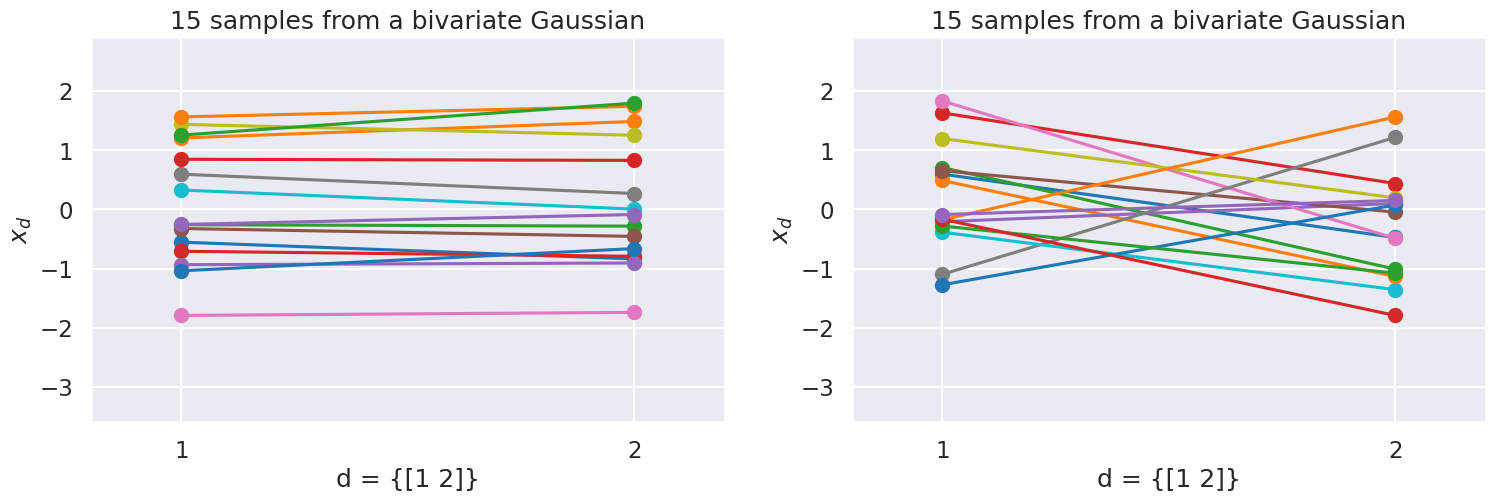 15 samples from a bivariate Gaussian
2
1
0
−1
−2
−3
x_d
1 2
d = {[1 2]}
15 samples from a bivariate Gaussian
2
1
0
−1
−2
−3
x_d
1 2
d = {[1 2]}